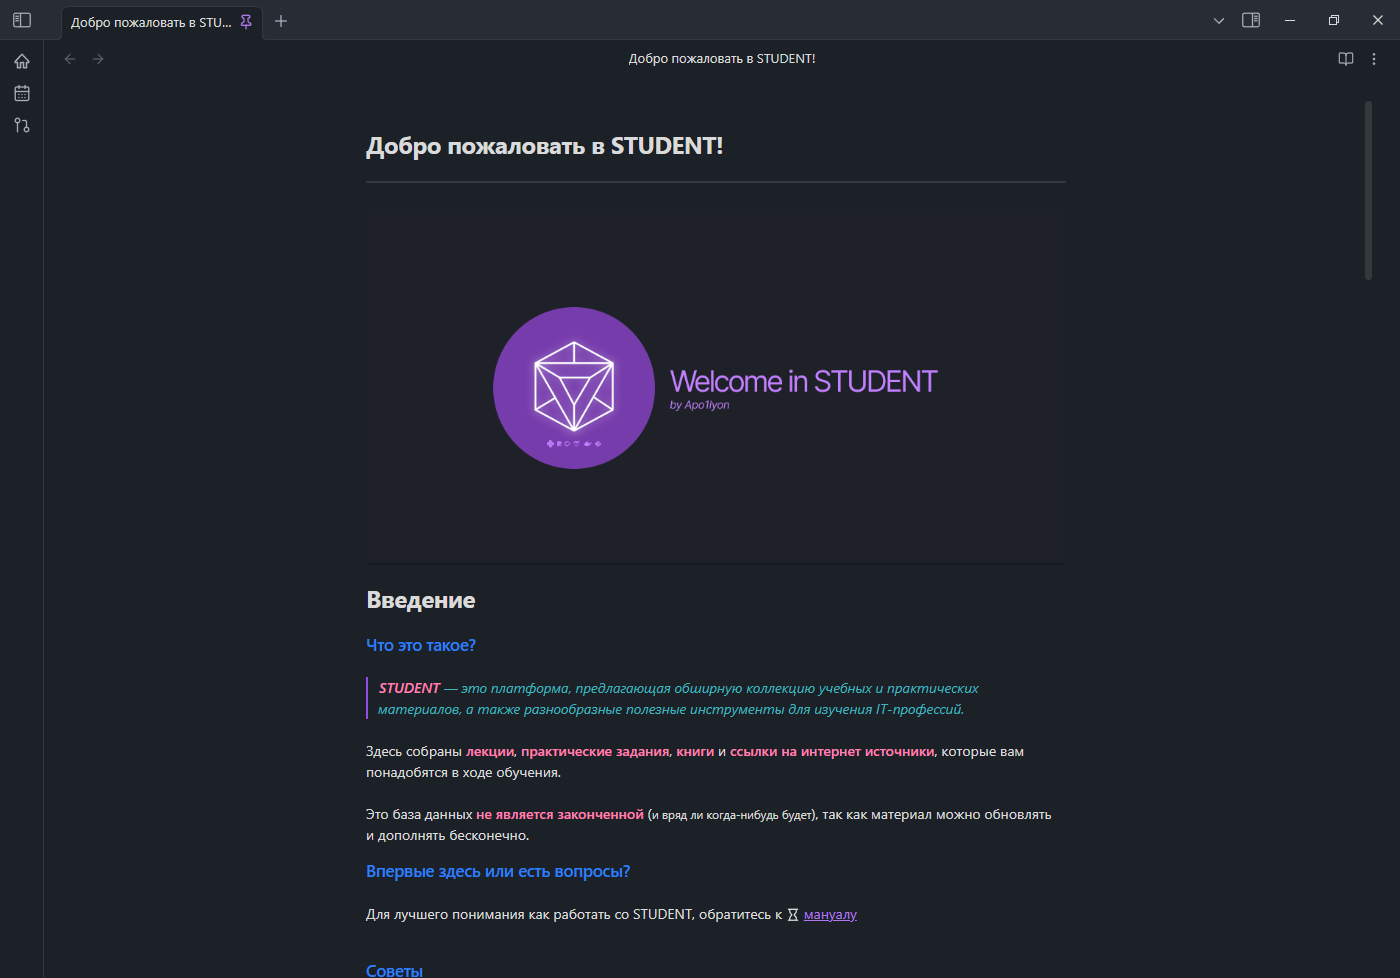 Добро пожаловать в STU...
Добро пожаловать в STUDENT!
Добро пожаловать в STUDENT!
Welcome in STUDENT
by Apo1lyon
Введение
Что это такое?
STUDENT — это платформа, предлагающая обширную коллекцию учебных и практических
материалов, а также разнообразные полезные инструменты для изучения IT-профессий.
Здесь собраны лекции, практические задания, книги и ссылки на интернет источники, которые вам
понадобятся в ходе обучения.
Это база данных не является законченной (и вряд ли когда-нибудь будет), так как материал можно обновлять
и дополнять бесконечно.
Впервые здесь или есть вопросы?
Для лучшего понимания как работать со STUDENT, обратитесь к мануалу
Советы